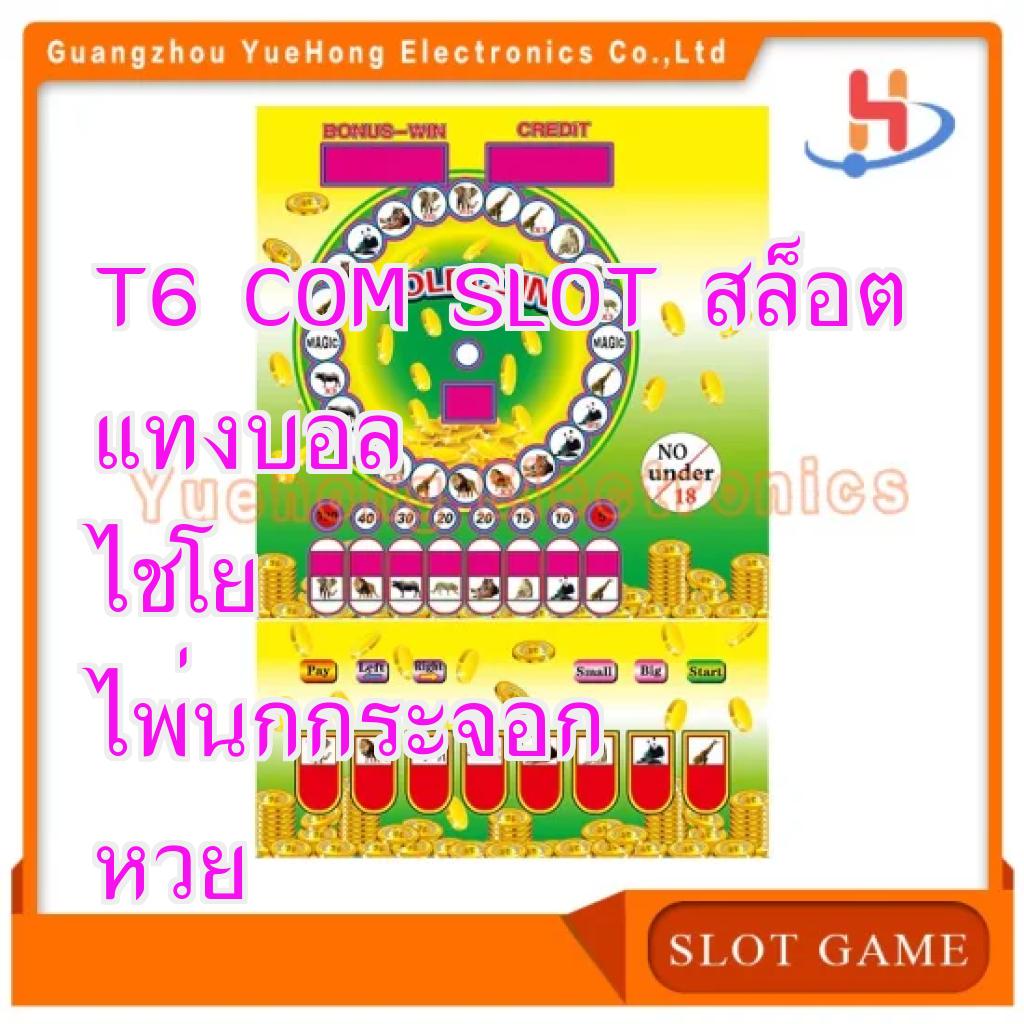 Guangzhou YueHong Electronics Co.,Ltd
BONUS-WIN CREDIT
T6 COM SLOT สล็อต
MAGIC MAGIC
แทงบอล
NO under 18
YueHong Electronics
40 30 20 20 15 10 5
ไชโย
Pay Left Right Small Big Start
ไพ่นกกระจอก
หวย
SLOT GAME